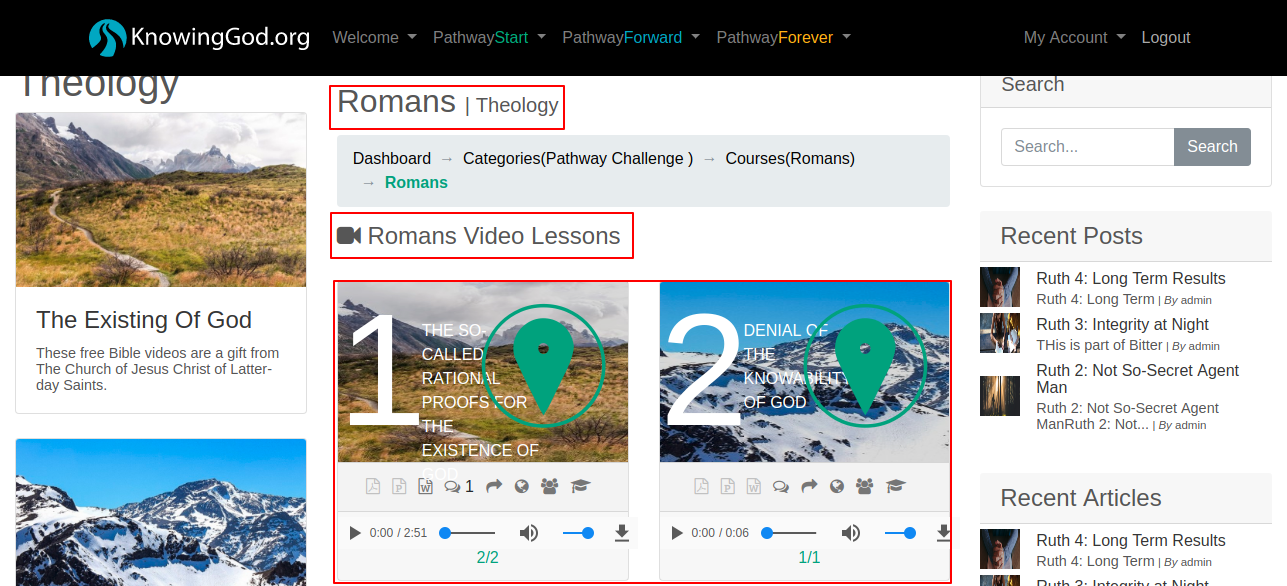 KnowingGod.org
Welcome
PathwayStart
PathwayForward
PathwayForever
My Account
Logout
Theology
The Existing Of God
These free Bible videos are a gift from
The Church of Jesus Christ of Latter-
day Saints.
Romans | Theology
Dashboard → Categories(Pathway Challenge ) → Courses(Romans)
→ Romans
Romans Video Lessons
1
THE SO-
CALLED
RATIONAL
PROOFS FOR
THE
EXISTENCE OF
GOD
1
0:00 / 2:51
2/2
2
DENIAL OF
THE
KNOWABILITY
OF GOD
0:00 / 0:06
1/1
Search
Search...
Search
Recent Posts
Ruth 4: Long Term Results
Ruth 4: Long Term | By admin
Ruth 3: Integrity at Night
THis is part of Bitter | By admin
Ruth 2: Not So-Secret Agent
Man
Ruth 2: Not So-Secret Agent
ManRuth 2: Not... | By admin
Recent Articles
Ruth 4: Long Term Results
Ruth 4: Long Term | By admin
Ruth 3: Integrity at Night